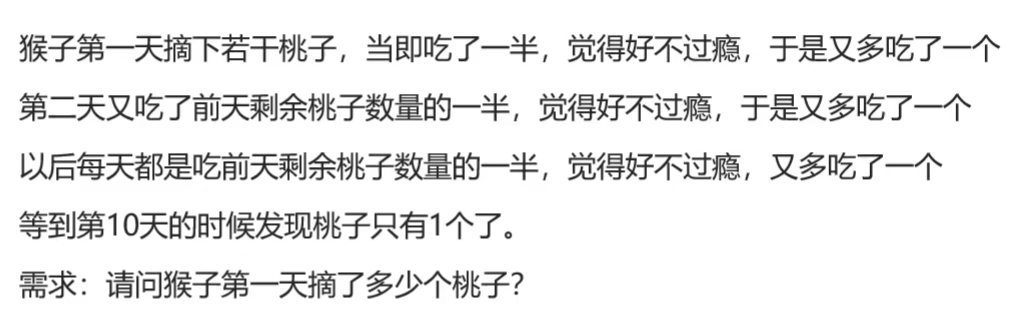 猴子第一天摘下若干桃子，当即吃了一半，觉得好不过瘾，于是又多吃了一个
第二天又吃了前天剩余桃子数量的一半，觉得好不过瘾，于是又多吃了一个
以后每天都是吃前天剩余桃子数量的一半，觉得好不过瘾，又多吃了一个
等到第10天的时候发现桃子只有1个了。
需求：请问猴子第一天摘了多少个桃子？